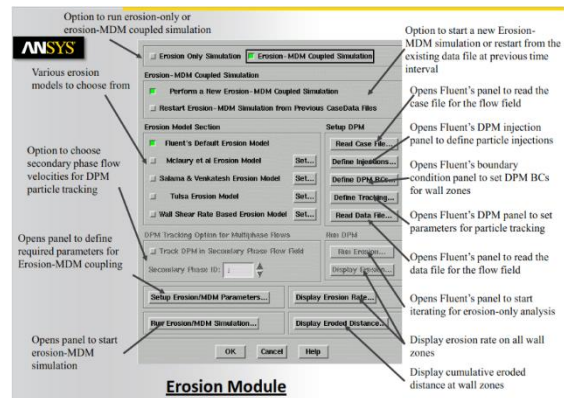 Option to run erosion-only or
erosion-MDM coupled simulation
ANSYS
Various erosion
models to choose from
Option to choose
secondary phase flow
velocities for DPM
particle tracking
Opens panel to define
required parameters for
Erosion-MDM coupling
Opens panel to start
erosion-MDM
simulation
Erosion Only Simulation
Erosion-MDM Coupled Simulation
Erosion-MDM Coupled Simulation
Perform a New Erosion-MDM Coupled Simulation
Restart Erosion-MDM Simulation from Previous Case/Data Files
Erosion Model Section
Fluent's Default Erosion Model
Mclaury et al Erosion Model Set...
Salama & Venkatesh Erosion Model Set...
Tulsa Erosion Model Set...
Wall Shear Rate Based Erosion Model Set...
Setup DPM
Read Case File...
Define Injections...
Define DPM BCs...
Define Tracking...
Read Data File...
DPM Tracking Option for Multiphase Flows
Track DPM in Secondary Phase Flow Field
Secondary Phase ID:
Run DPM
Run Erosion...
Display Erosion...
Setup Erosion/MDM Parameters...
Display Erosion Rate...
Run Erosion/MDM Simulation...
Display Eroded Distance...
OK Cancel Help
Option to start a new Erosion-
MDM simulation or restart from the
existing data file at previous time
interval
Opens Fluent's panel to read the
case file for the flow field
Opens Fluent's DPM injection
panel to define particle injections
Opens Fluent's boundary
condition panel to set DPM BCs
for wall zones
Opens Fluent's DPM panel to set
parameters for particle tracking
Opens Fluent's panel to read the
data file for the flow field
Opens Fluent's panel to start
iterating for erosion-only analysis
Display erosion rate on all wall
zones
Display cumulative eroded
distance at wall zones
Erosion Module